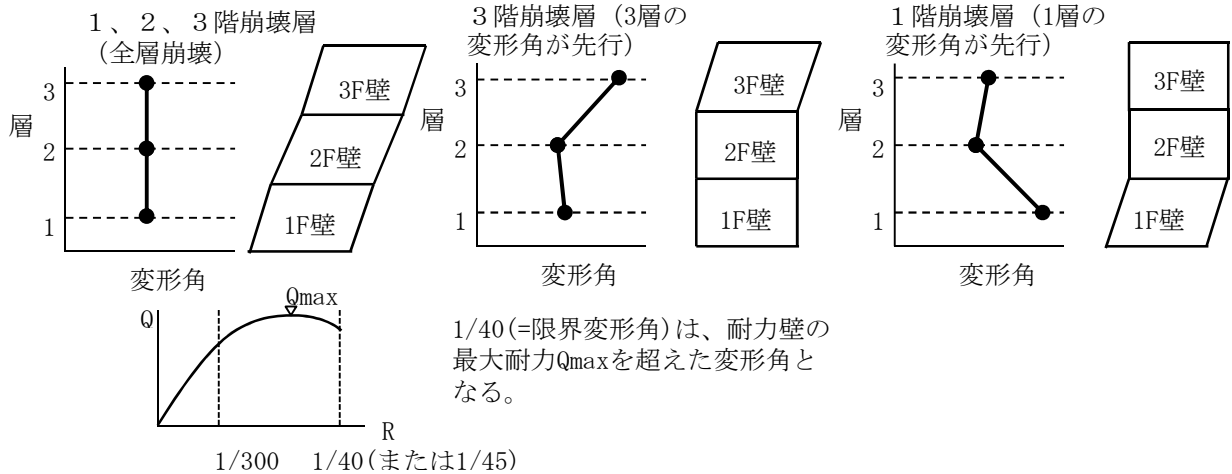 １、２、３階崩壊層
(全層崩壊)
3
層
2
1
変形角
3F壁
2F壁
1F壁
３階崩壊層 (3層の
変形角が先行)
3
層
2
1
変形角
3F壁
2F壁
1F壁
１階崩壊層 (1層の
変形角が先行)
3
層
2
1
変形角
3F壁
2F壁
1F壁
Qmax
Q
R
1/300 1/40(または1/45)
1/40(=限界変形角)は、耐力壁の
最大耐力Qmaxを超えた変形角と
なる。